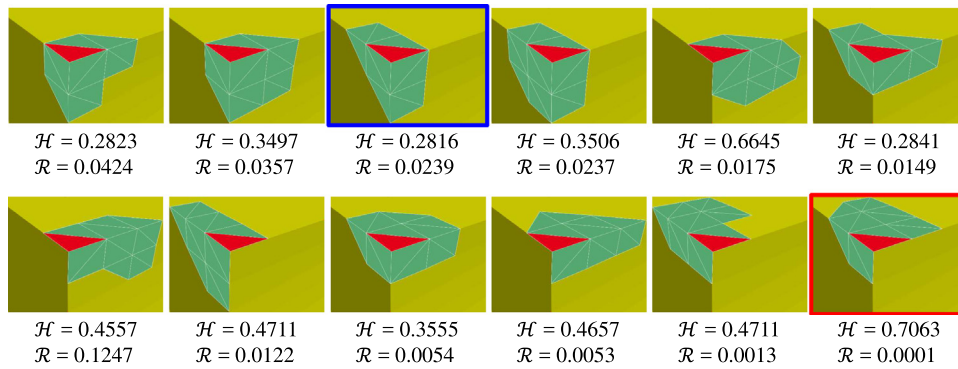 ℋ = 0.2823 ℋ = 0.3497 ℋ = 0.2816 ℋ = 0.3506 ℋ = 0.6645 ℋ = 0.2841
ℛ = 0.0424 ℛ = 0.0357 ℛ = 0.0239 ℛ = 0.0237 ℛ = 0.0175 ℛ = 0.0149
ℋ = 0.4557 ℋ = 0.4711 ℋ = 0.3555 ℋ = 0.4657 ℋ = 0.4711 ℋ = 0.7063
ℛ = 0.1247 ℛ = 0.0122 ℛ = 0.0054 ℛ = 0.0053 ℛ = 0.0013 ℛ = 0.0001